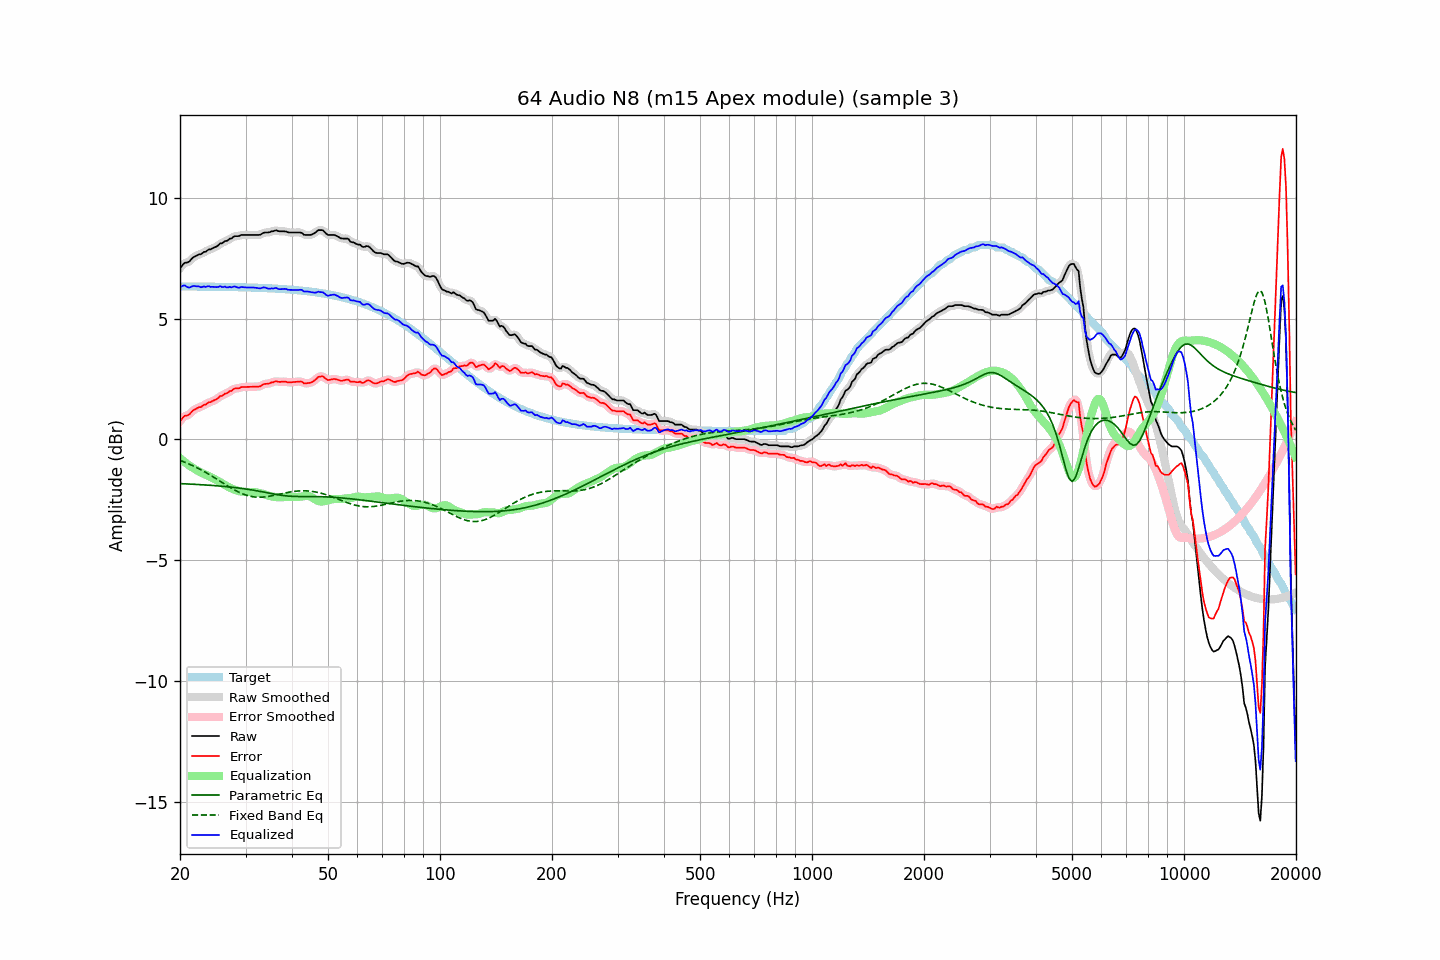 64 Audio N8 (m15 Apex module) (sample 3)
Amplitude (dBr)
10
5
0
−5
−10
−15
Target
Raw Smoothed
Error Smoothed
Raw
Error
Equalization
Parametric Eq
Fixed Band Eq
Equalized
20 50 100 200 500 1000 2000 5000 10000 20000
Frequency (Hz)